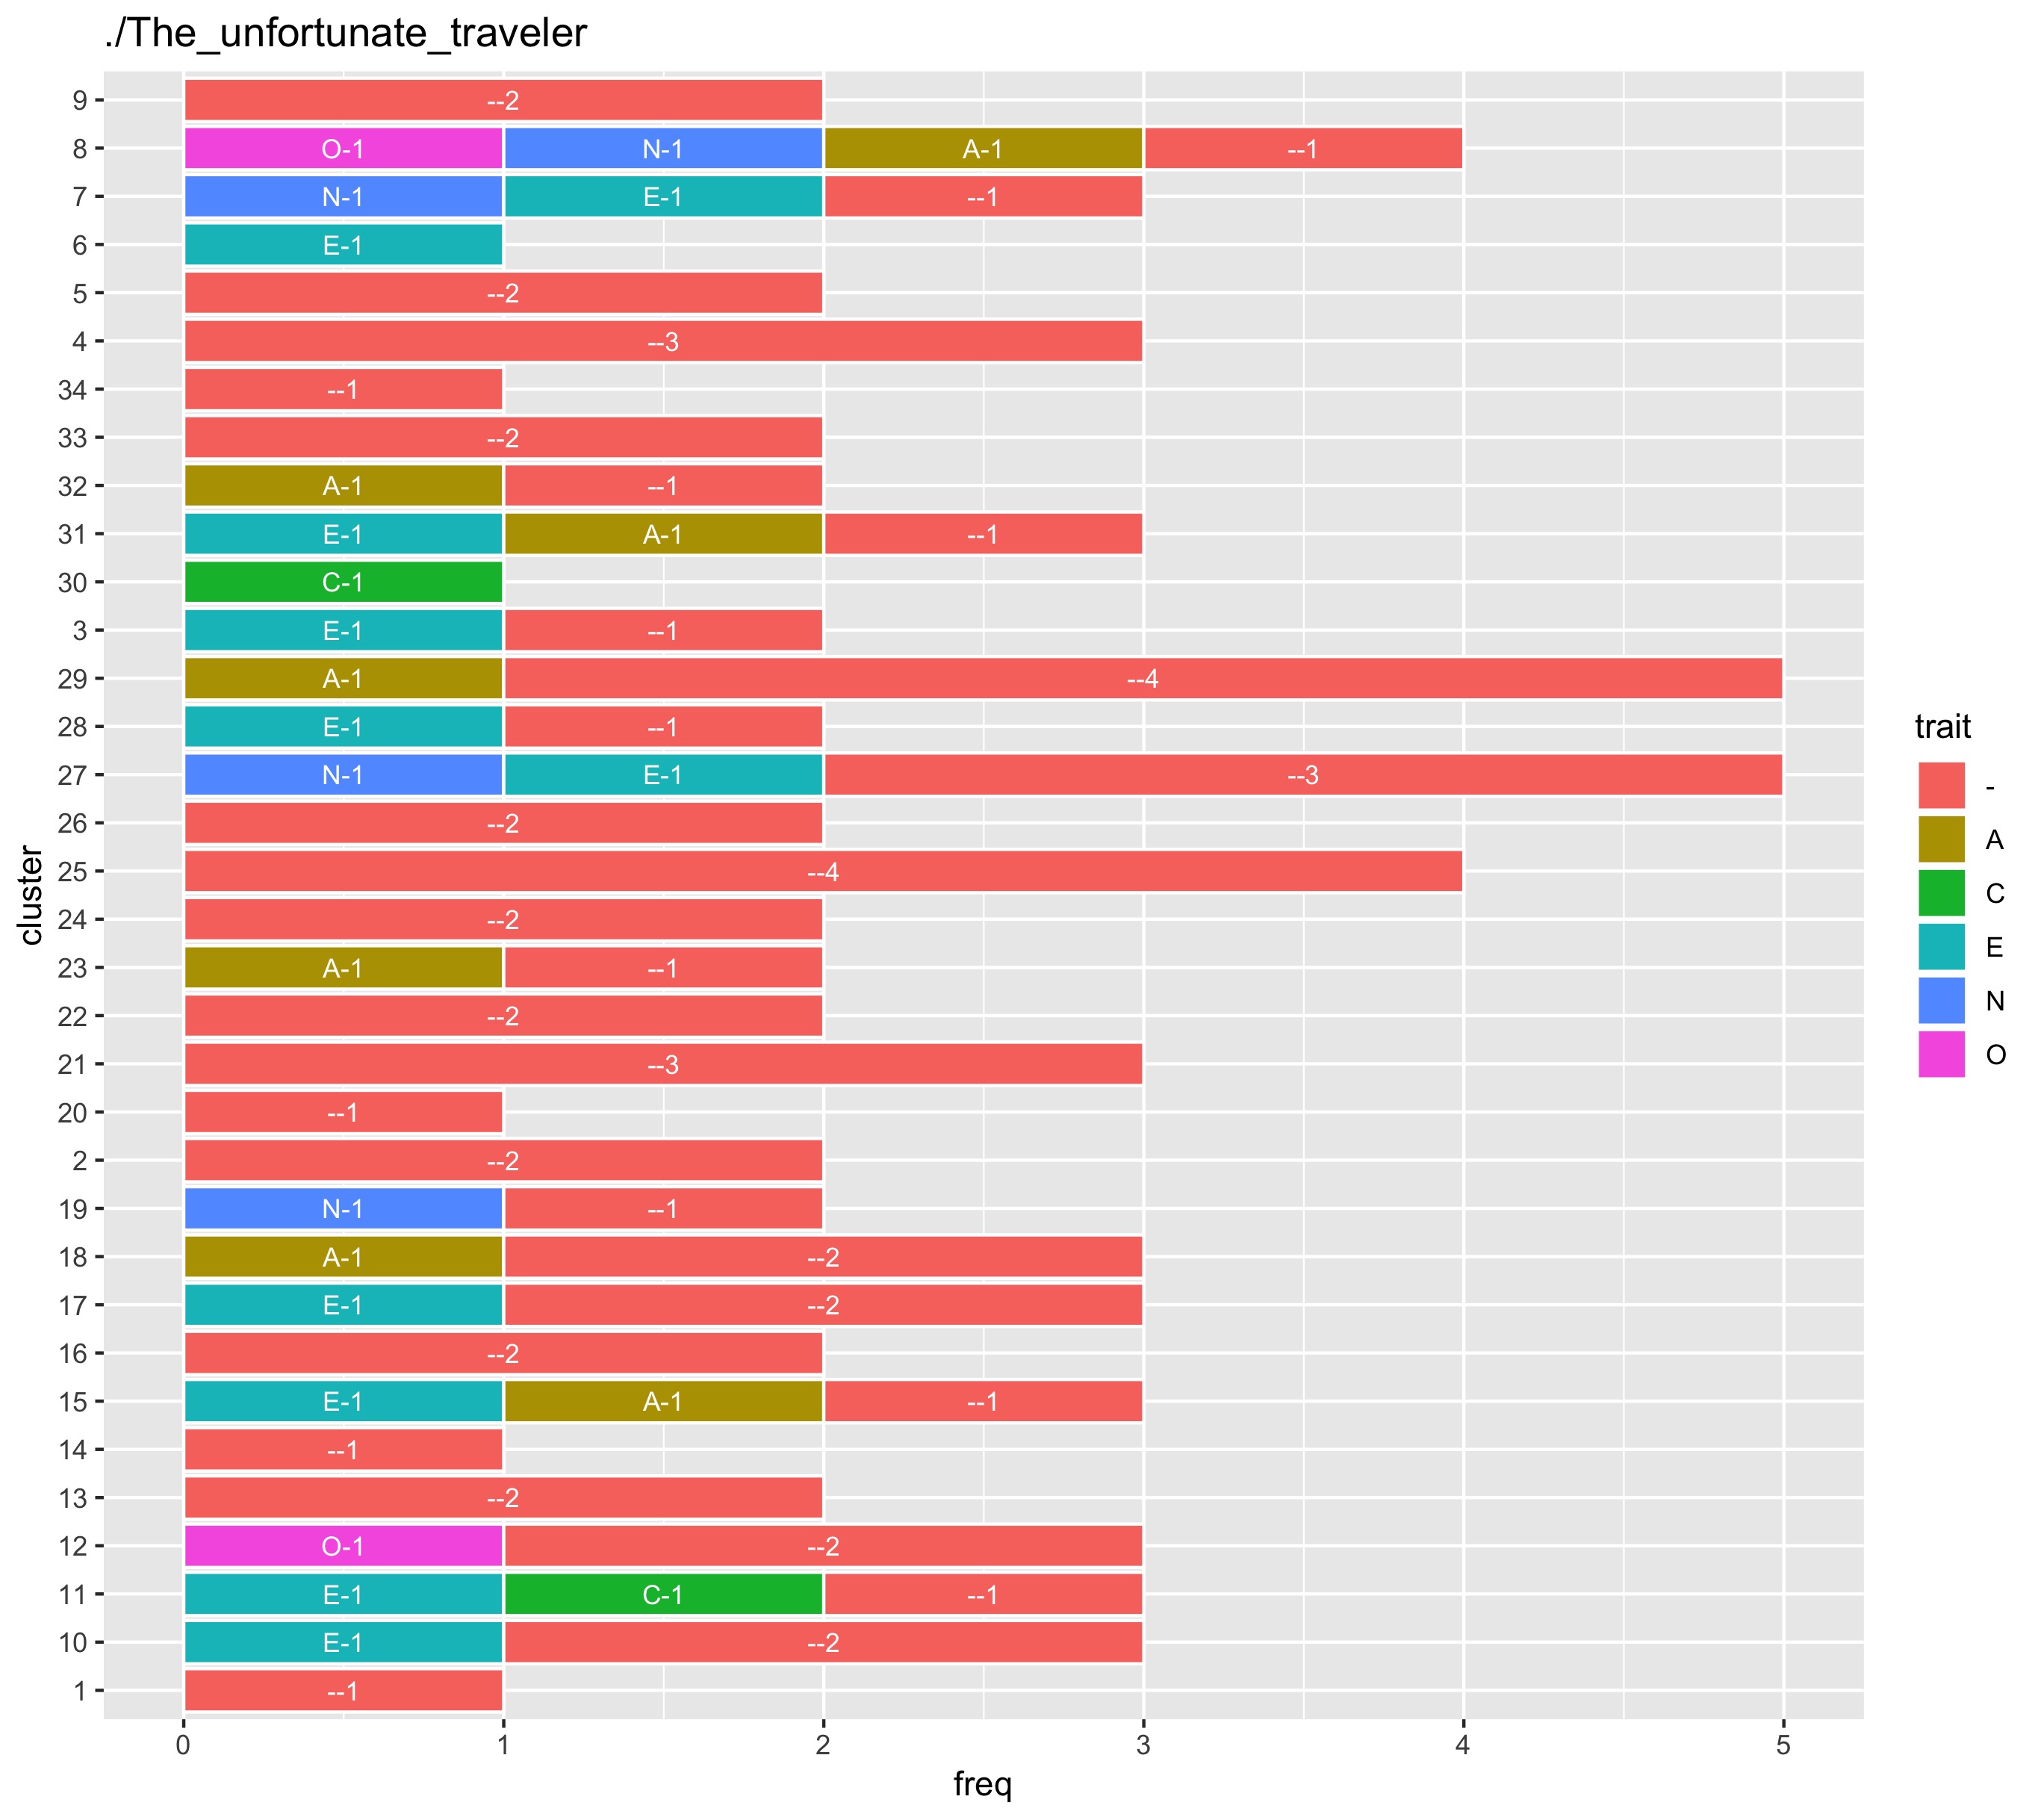 ./The_unfortunate_traveler
9 --2
8 O-1 N-1 A-1 --1
7 N-1 E-1 --1
6 E-1
5 --2
4 --3
34 --1
33 --2
32 A-1 --1
31 E-1 A-1 --1
30 C-1
3 E-1 --1
29 A-1 --4
28 E-1 --1
27 N-1 E-1 --3
26 --2
25 --4
24 --2
23 A-1 --1
22 --2
21 --3
20 --1
2 --2
19 N-1 --1
18 A-1 --2
17 E-1 --2
16 --2
15 E-1 A-1 --1
14 --1
13 --2
12 O-1 --2
11 E-1 C-1 --1
10 E-1 --2
1 --1
0 1 2 3 4 5
freq
cluster
trait
-
A
C
E
N
O